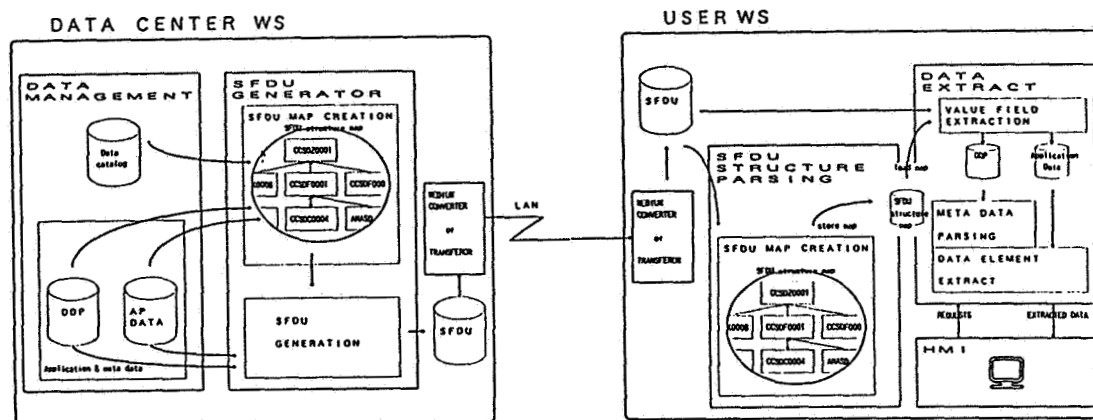 DATA CENTER WS
DATA
MANAGEMENT
Data
catalog
DDP
AP
DATA
Application & meta data
SFDU
GENERATOR
SFDU MAP CREATION
SFDU structure map
CCSDZ0001
CCSDF0001
CCSDF000
CCSDC0004
SFDU
GENERATION
MEDIUM
CONVERTER
or
TRANSFEROR
SFDU
LAN
USER WS
SFDU
MEDIUM
CONVERTER
or
TRANSFEROR
SFDU
STRUCTURE
PARSING
SFDU MAP CREATION
SFDU structure map
CCSDZ0001
CCSDF0001
CCSDF000
CCSDC0004
store map
load map
SFDU
structure
map
DATA
EXTRACT
VALUE FIELD
EXTRACTION
DDP
Application
Data
META DATA
PARSING
DATA ELEMENT
EXTRACT
REQUESTS
EXTRACTED DATA
HMI